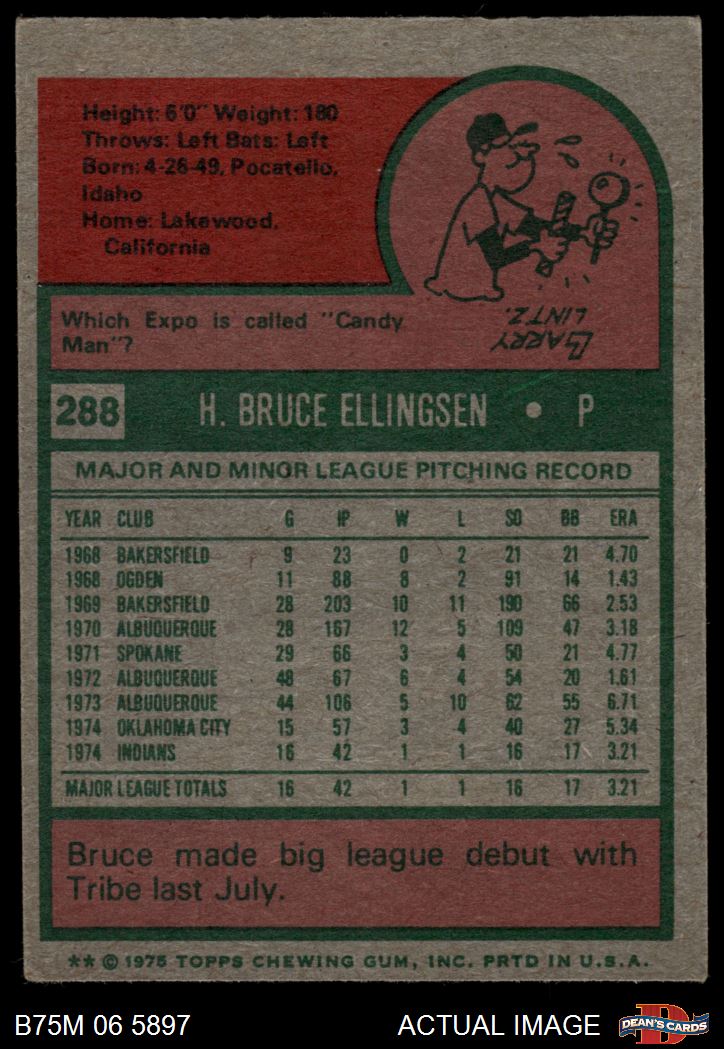 Height: 6'0" Weight: 180
Throws: Left Bats: Left
Born: 4-26-49, Pocatello,
Idaho
Home: Lakewood,
California
Which Expo is called "Candy
Man"?
LARRY
LINTZ.
288 H. BRUCE ELLINGSEN • P
MAJOR AND MINOR LEAGUE PITCHING RECORD
YEAR CLUB G IP W L SO BB ERA
1968 BAKERSFIELD 9 23 0 2 21 21 4.70
1968 OGDEN 11 88 8 2 91 14 1.43
1969 BAKERSFIELD 28 203 10 11 190 66 2.53
1970 ALBUQUERQUE 28 167 12 5 109 47 3.18
1971 SPOKANE 29 66 3 4 50 21 4.77
1972 ALBUQUERQUE 48 67 6 4 54 20 1.61
1973 ALBUQUERQUE 44 106 5 10 62 55 6.71
1974 OKLAHOMA CITY 15 57 3 4 40 27 5.34
1974 INDIANS 16 42 1 1 16 17 3.21
MAJOR LEAGUE TOTALS 16 42 1 1 16 17 3.21
Bruce made big league debut with
Tribe last July.
** © 1975 TOPPS CHEWING GUM, INC. PRTD IN U.S.A.
B75M 06 5897 ACTUAL IMAGE D DEAN'S CARDS